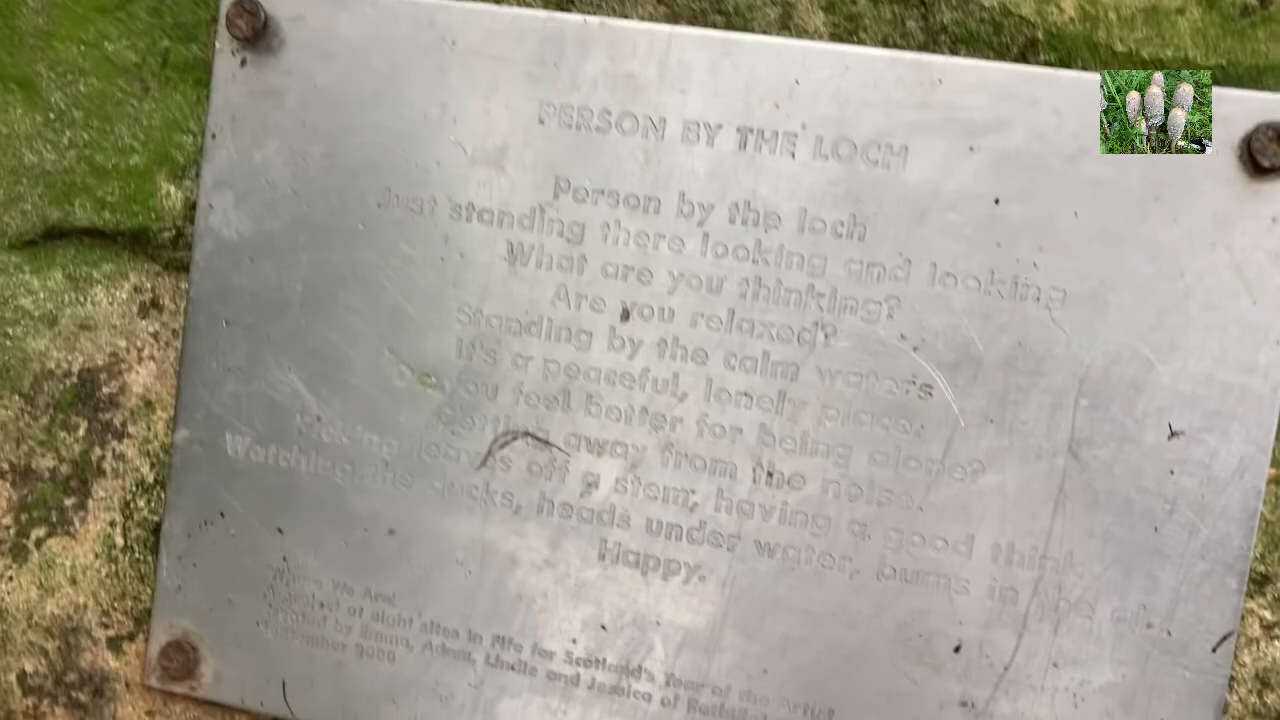 PERSON BY THE LOCH
Person by the loch
Just standing there looking and looking
What are you thinking?
Are you relaxed?
Standing by the calm waters
It's a peaceful, lonely place.
Do you feel better for being alone?
Getting away from the noise.
Picking leaves off a stem, having a good think
Watching the ducks, heads under water, bums in the
Happy.
Where We Are!
A project at eight sites in Fife for Scotland's Year of the Artist
Created by Emma, Adam, Lindie and Jessica of
September 2000